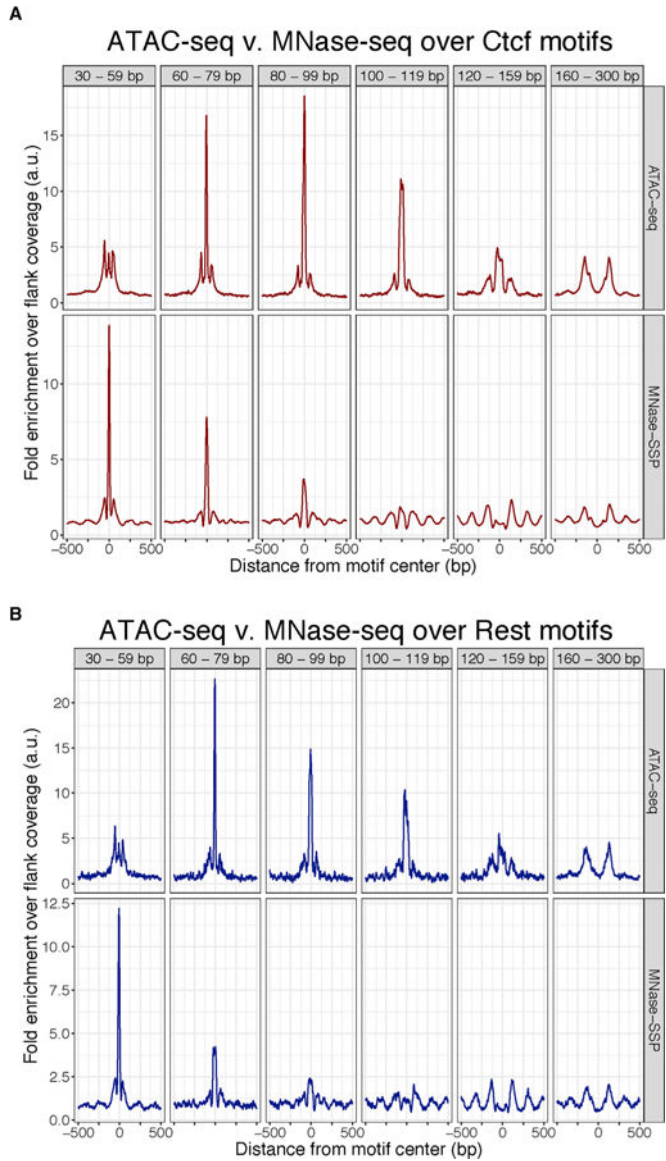 A
ATAC-seq v. MNase-seq over Ctcf motifs
30 – 59 bp 60 – 79 bp 80 – 99 bp 100 – 119 bp 120 – 159 bp 160 – 300 bp
Fold enrichment over flank coverage (a.u.)
15
10
5
0
ATAC–seq
10
5
0
MNase–SSP
−500 0 500 −500 0 500 −500 0 500
Distance from motif center (bp)
B
ATAC-seq v. MNase-seq over Rest motifs
30 – 59 bp 60 – 79 bp 80 – 99 bp 100 – 119 bp 120 – 159 bp 160 – 300 bp
Fold enrichment over flank coverage (a.u.)
20
15
10
5
0
ATAC–seq
12.5
10.0
7.5
5.0
2.5
0.0
MNase–SSP
−500 0 500 −500 0 500 −500 0 500
Distance from motif center (bp)